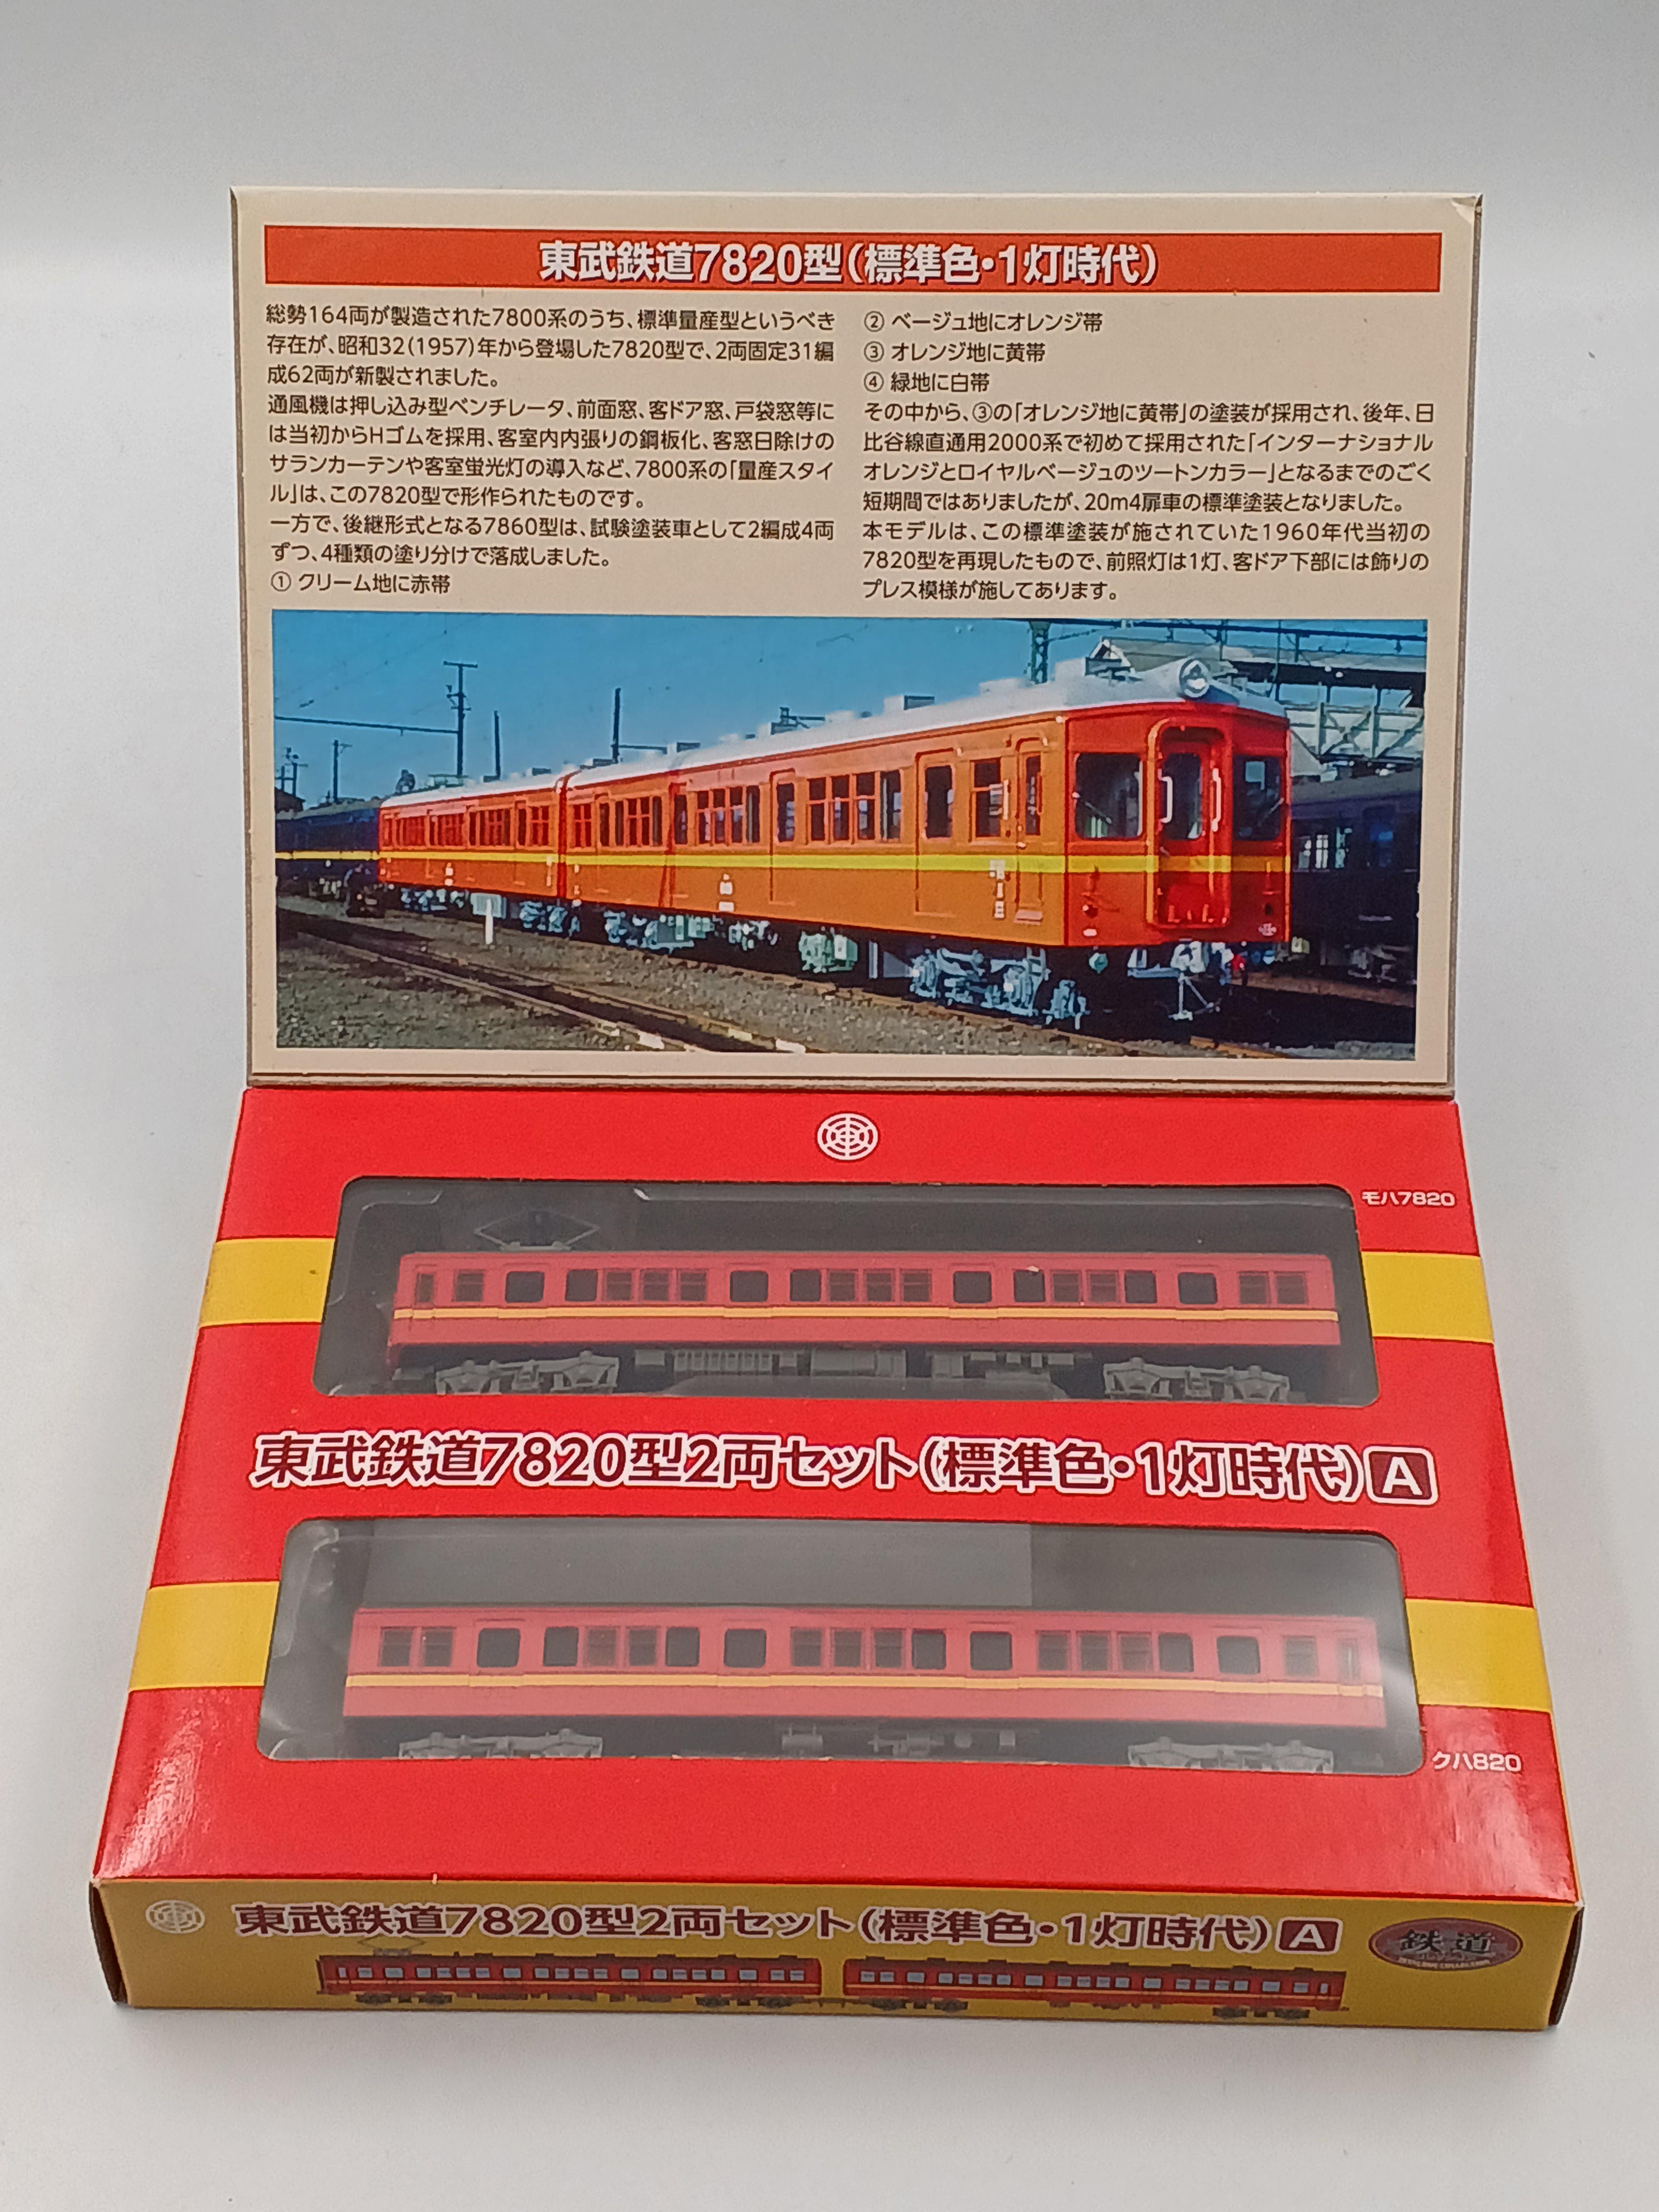 東武鉄道7820型(標準色・1灯時代)
総勢164両が製造された7800系のうち、標準量産型というべき
存在が、昭和32(1957)年から登場した7820型で、2両固定31編
成62両が新製されました。
通風機は押し込み型ベンチレータ、前面窓、客ドア窓、戸袋窓等に
は当初からHゴムを採用、客室内内張りの鋼板化、客窓日除けの
サランカーテンや客室蛍光灯の導入など、7800系の「量産スタイ
ル」は、この7820型で形作られたものです。
一方で、後継形式となる7860型は、試験塗装車として2編成4両
ずつ、4種類の塗り分けで落成しました。
① クリーム地に赤帯
② ベージュ地にオレンジ帯
③ オレンジ地に黄帯
④ 緑地に白帯
その中から、③の「オレンジ地に黄帯」の塗装が採用され、後年、日
比谷線直通用2000系で初めて採用された「インターナショナル
オレンジとロイヤルベージュのツートンカラー」となるまでのごく
短期間ではありましたが、20m4扉車の標準塗装となりました。
本モデルは、この標準塗装が施されていた1960年代当初の
7820型を再現したもので、前照灯は1灯、客ドア下部には飾りの
プレス模様が施してあります。
モハ7820
東武鉄道7820型2両セット(標準色・1灯時代)A
クハ820
東武鉄道7820型2両セット(標準色・1灯時代)A
鉄道